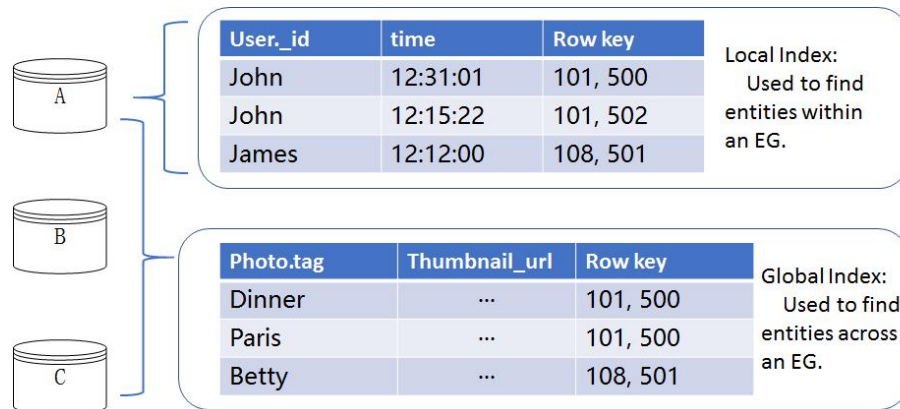 User._id time Row key
John 12:31:01 101, 500
John 12:15:22 101, 502
James 12:12:00 108, 501
Local Index:
Used to find
entities within
an EG.
A
B
C
Photo.tag Thumbnail_url Row key
Dinner ... 101, 500
Paris ... 101, 500
Betty ... 108, 501
Global Index:
Used to find
entities across
an EG.